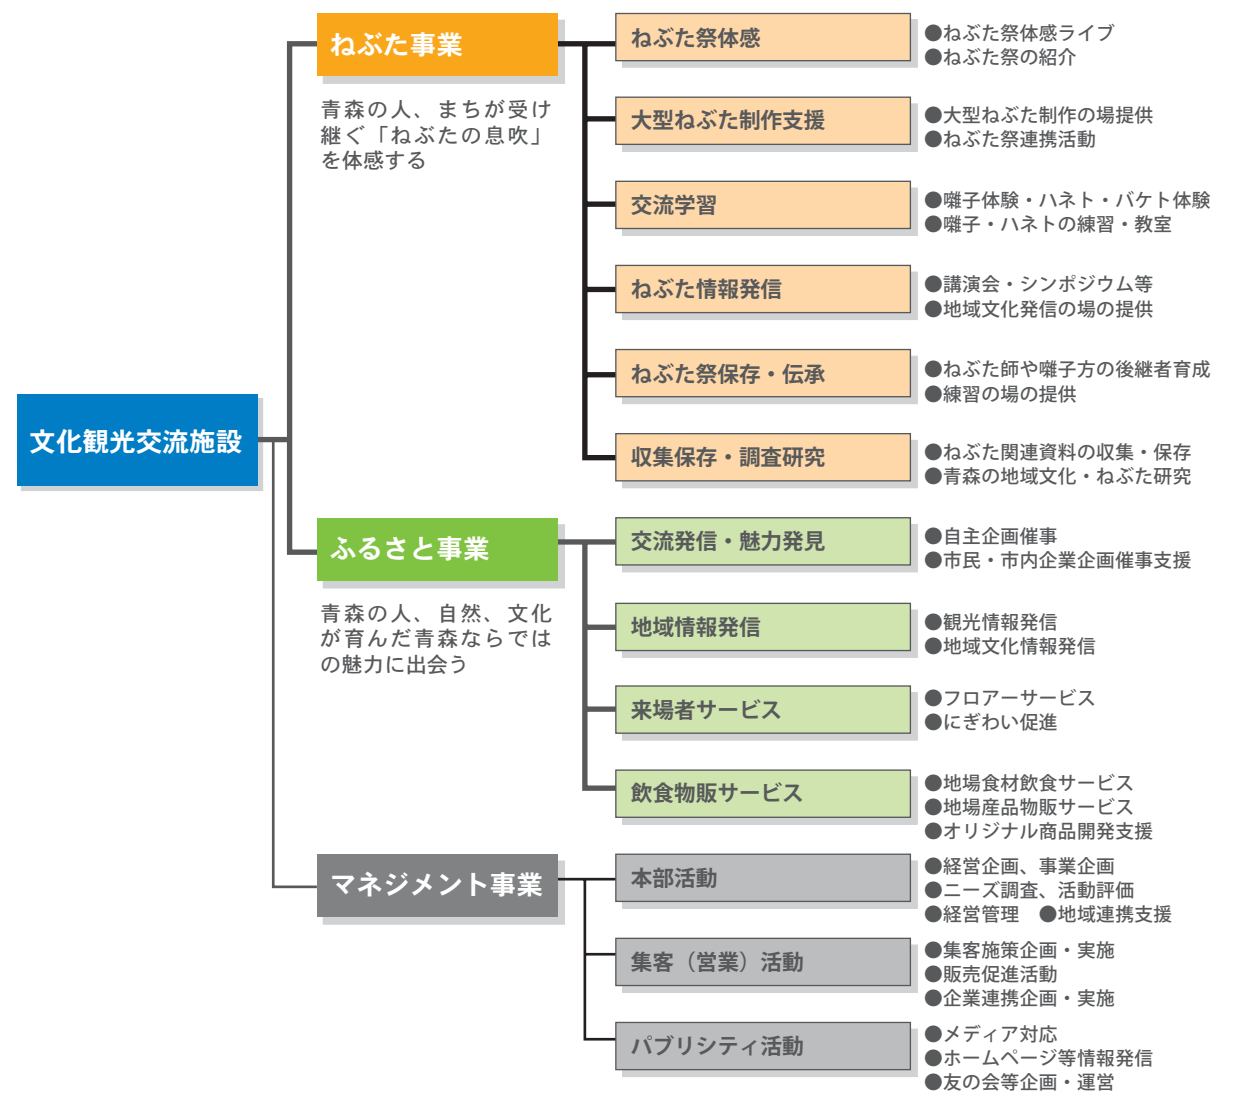 文化観光交流施設
ねぶた事業
青森の人、まちが受け
継ぐ「ねぶたの息吹」
を体感する
ねぶた祭体感
●ねぶた祭体感ライブ
●ねぶた祭の紹介
大型ねぶた制作支援
●大型ねぶた制作の場提供
●ねぶた祭連携活動
交流学習
●囃子体験・ハネト・バケト体験
●囃子・ハネトの練習・教室
ねぶた情報発信
●講演会・シンポジウム等
●地域文化発信の場の提供
ねぶた祭保存・伝承
●ねぶた師や囃子方の後継者育成
●練習の場の提供
収集保存・調査研究
●ねぶた関連資料の収集・保存
●青森の地域文化・ねぶた研究
ふるさと事業
青森の人、自然、文化
が育んだ青森ならでは
の魅力に出会う
交流発信・魅力発見
●自主企画催事
●市民・市内企業企画催事支援
地域情報発信
●観光情報発信
●地域文化情報発信
来場者サービス
●フロアーサービス
●にぎわい促進
飲食物販サービス
●地場食材飲食サービス
●地場産品物販サービス
●オリジナル商品開発支援
マネジメント事業
本部活動
●経営企画、事業企画
●ニーズ調査、活動評価
●経営管理　●地域連携支援
集客（営業）活動
●集客施策企画・実施
●販売促進活動
●企業連携企画・実施
パブリシティ活動
●メディア対応
●ホームページ等情報発信
●友の会等企画・運営